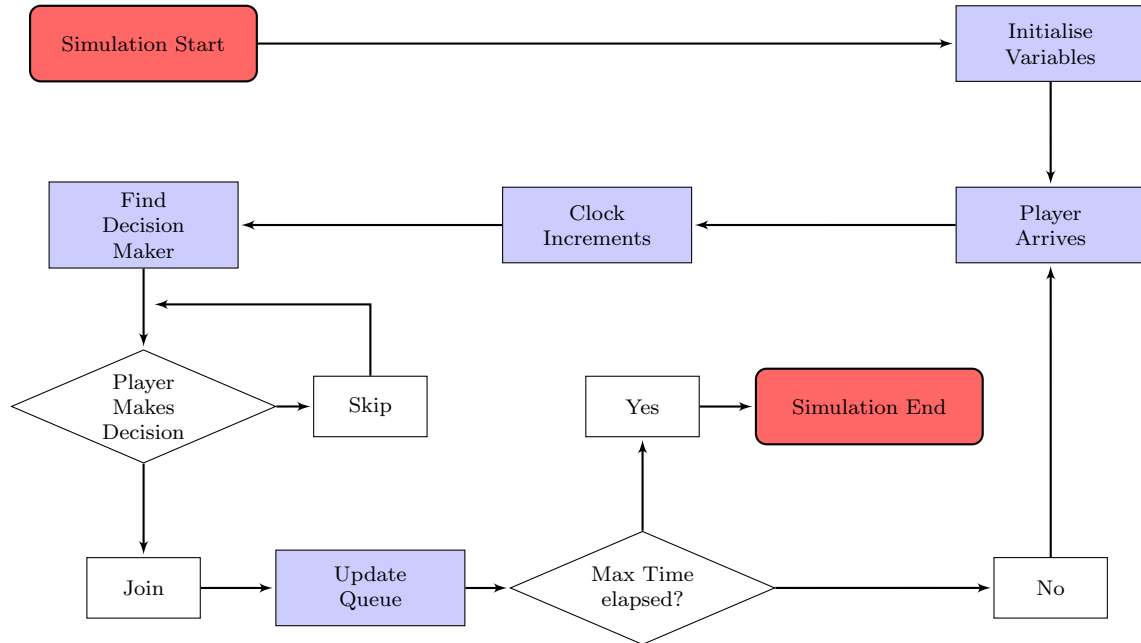 Simulation Start
Initialise
Variables
Find
Decision
Maker
Clock
Increments
Player
Arrives
Player
Makes
Decision
Skip
Yes
Simulation End
Join
Update
Queue
Max Time
elapsed?
No